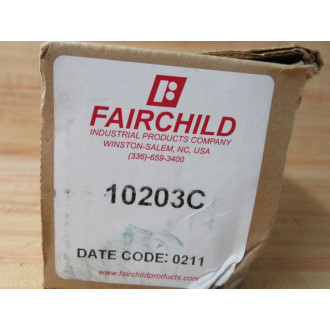 FAIRCHILD
INDUSTRIAL PRODUCTS COMPANY
WINSTON-SALEM, NC, USA
(336)-659-3400
10203C
DATE CODE: 0211
www.fairchildproducts.com